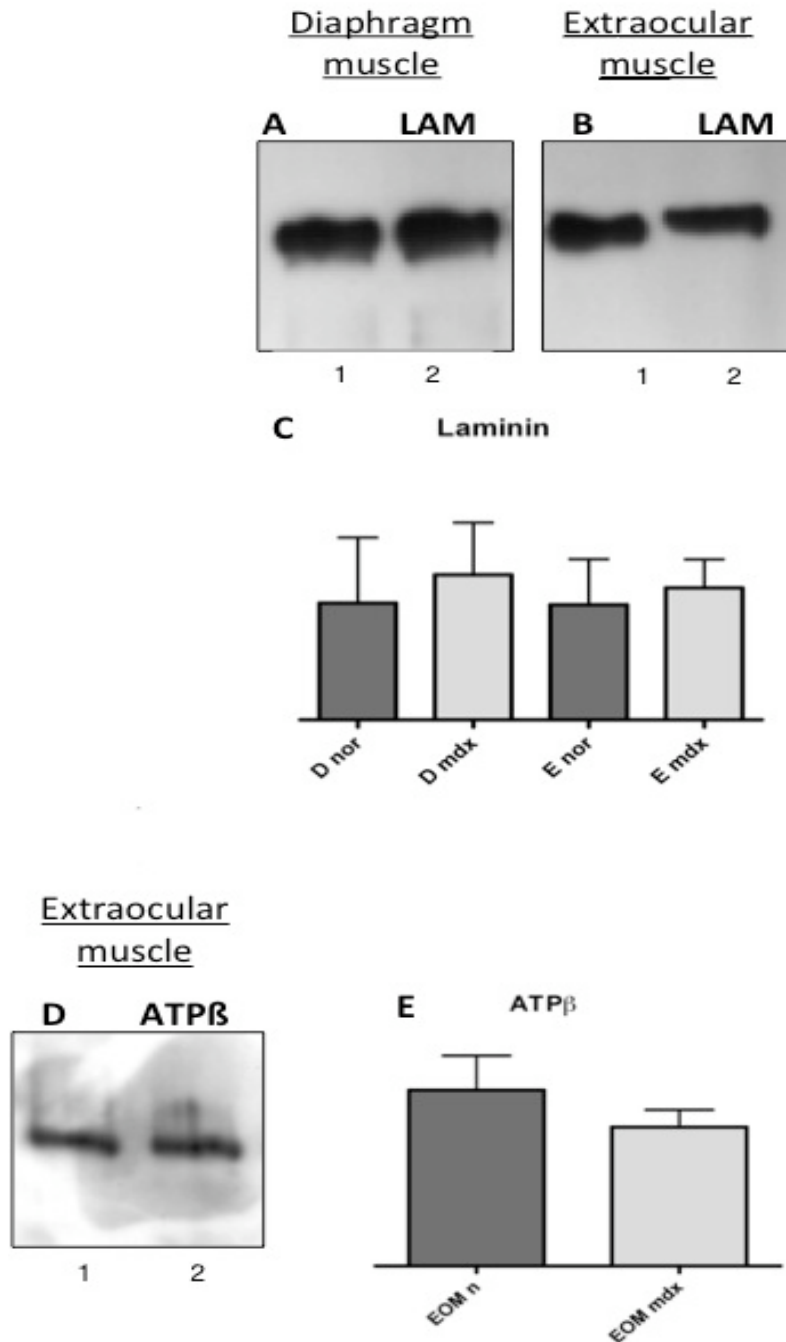 Diaphragm
muscle
Extraocular
muscle
A LAM
B LAM
1 2
1 2
C Laminin
D nor
D mdx
E nor
E mdx
Extraocular
muscle
D ATPß
1 2
E ATPβ
EOM n
EOM mdx